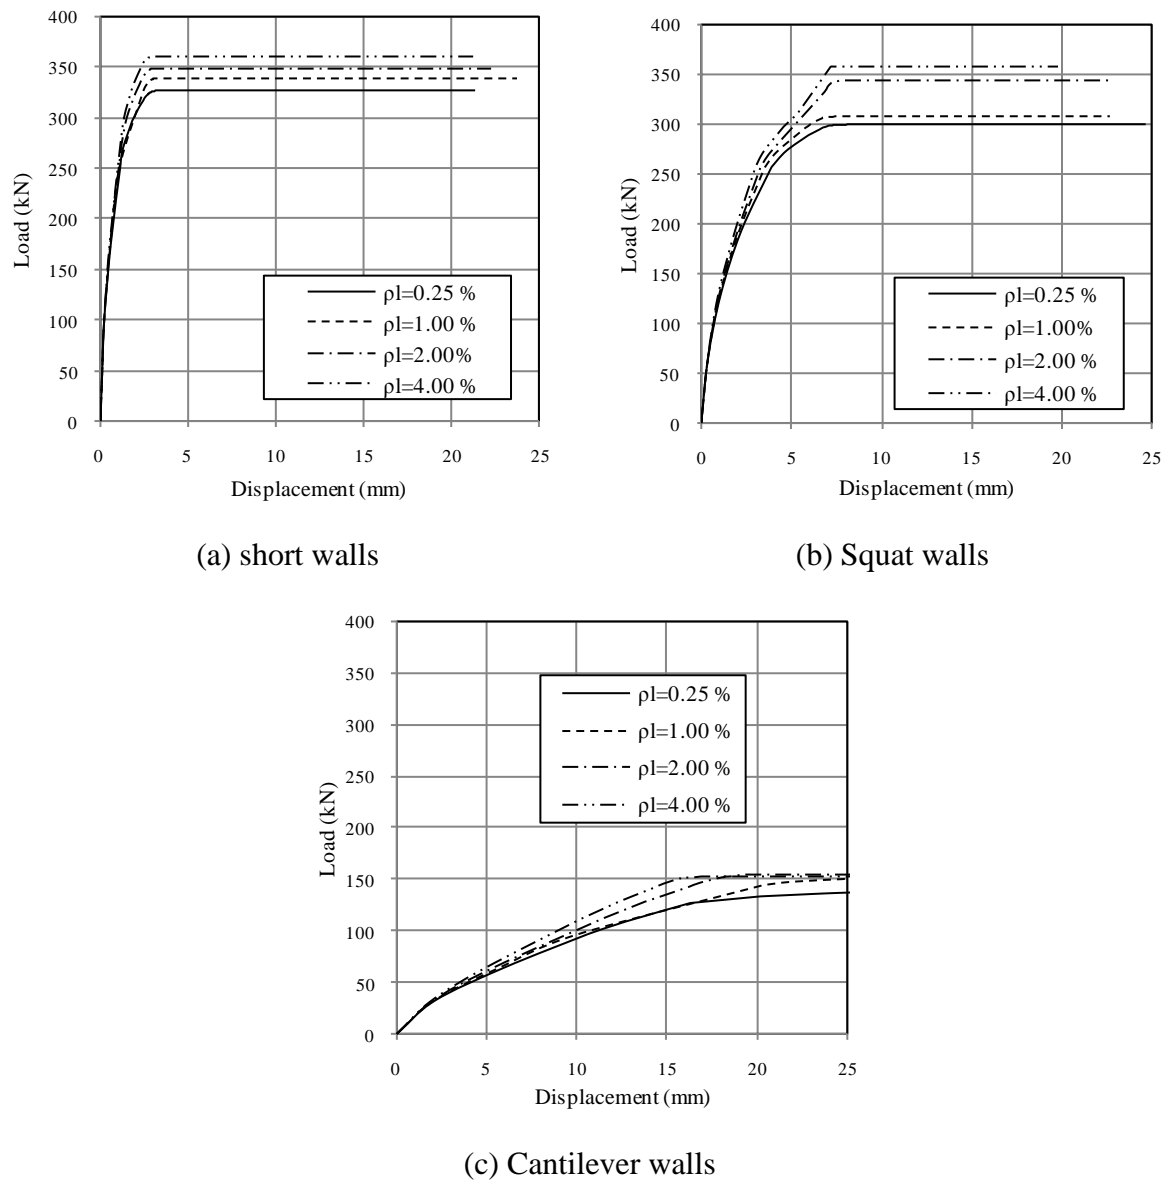 400
350
300
250
200
150
100
50
0
Load (kN)
ρl=0.25 %
ρl=1.00 %
ρl=2.00%
ρl=4.00 %
0 5 10 15 20 25
Displacement (mm)
(a) short walls
400
350
300
250
200
150
100
50
0
Load (kN)
ρl=0.25 %
ρl=1.00%
ρl=2.00 %
ρl=4.00 %
0 5 10 15 20 25
Displacement (mm)
(b) Squat walls
400
350
300
250
200
150
100
50
0
Load (kN)
ρl=0.25 %
ρl=1.00 %
ρl=2.00 %
ρl=4.00 %
0 5 10 15 20 25
Displacement (mm)
(c) Cantilever walls